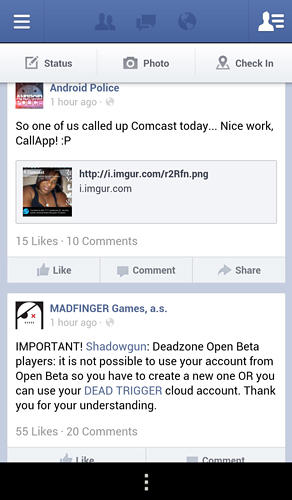 Status
Photo
Check In
Android Police
1 hour ago ·
So one of us called up Comcast today... Nice work,
CallApp! :P
http://i.imgur.com/r2Rfn.png
i.imgur.com
15 Likes · 10 Comments
Like
Comment
Share
MADFINGER Games, a.s.
1 hour ago ·
IMPORTANT! Shadowgun: Deadzone Open Beta
players: it is not possible to use your account from
Open Beta so you have to create a new one OR you
can use your DEAD TRIGGER cloud account. Thank
you for your understanding.
55 Likes · 20 Comments
Like
Comment